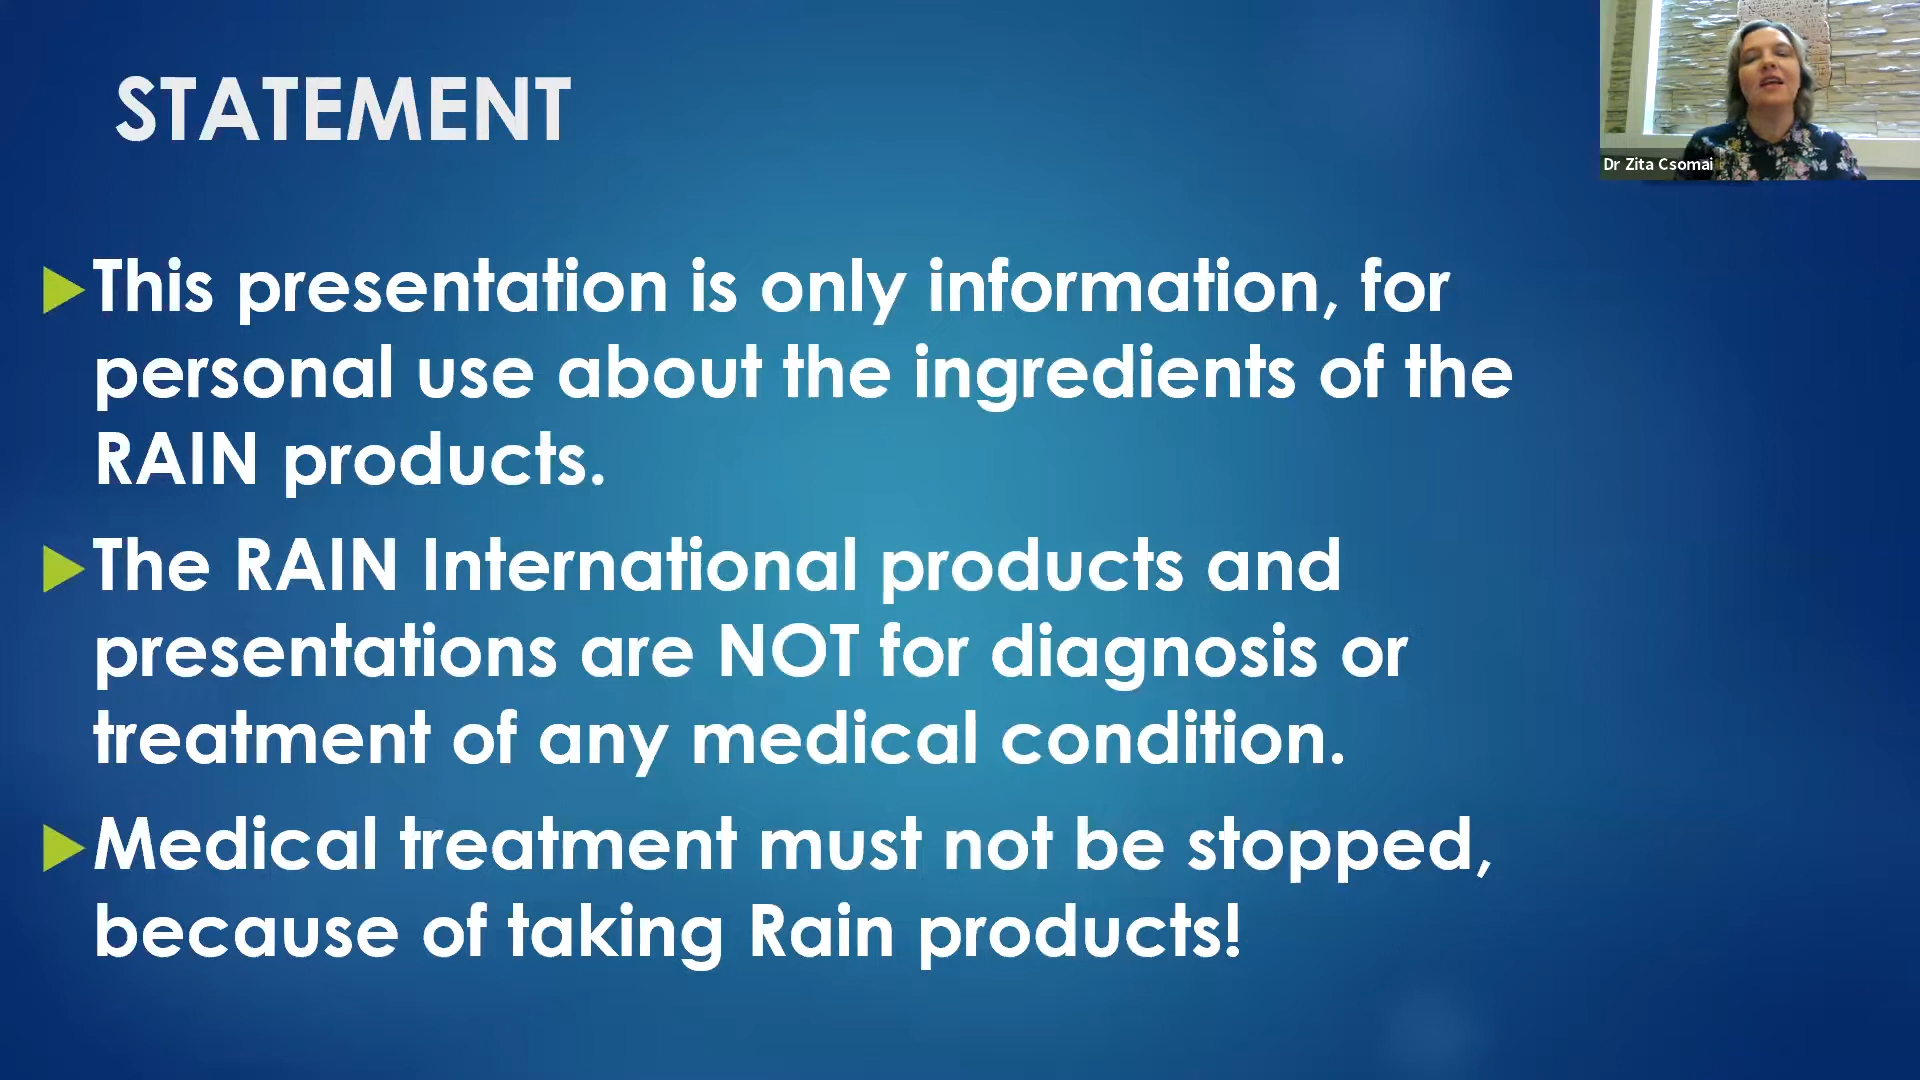 STATEMENT
Dr Zita Csomai
This presentation is only information, for
personal use about the ingredients of the
RAIN products.
The RAIN International products and
presentations are NOT for diagnosis or
treatment of any medical condition.
Medical treatment must not be stopped,
because of taking Rain products!